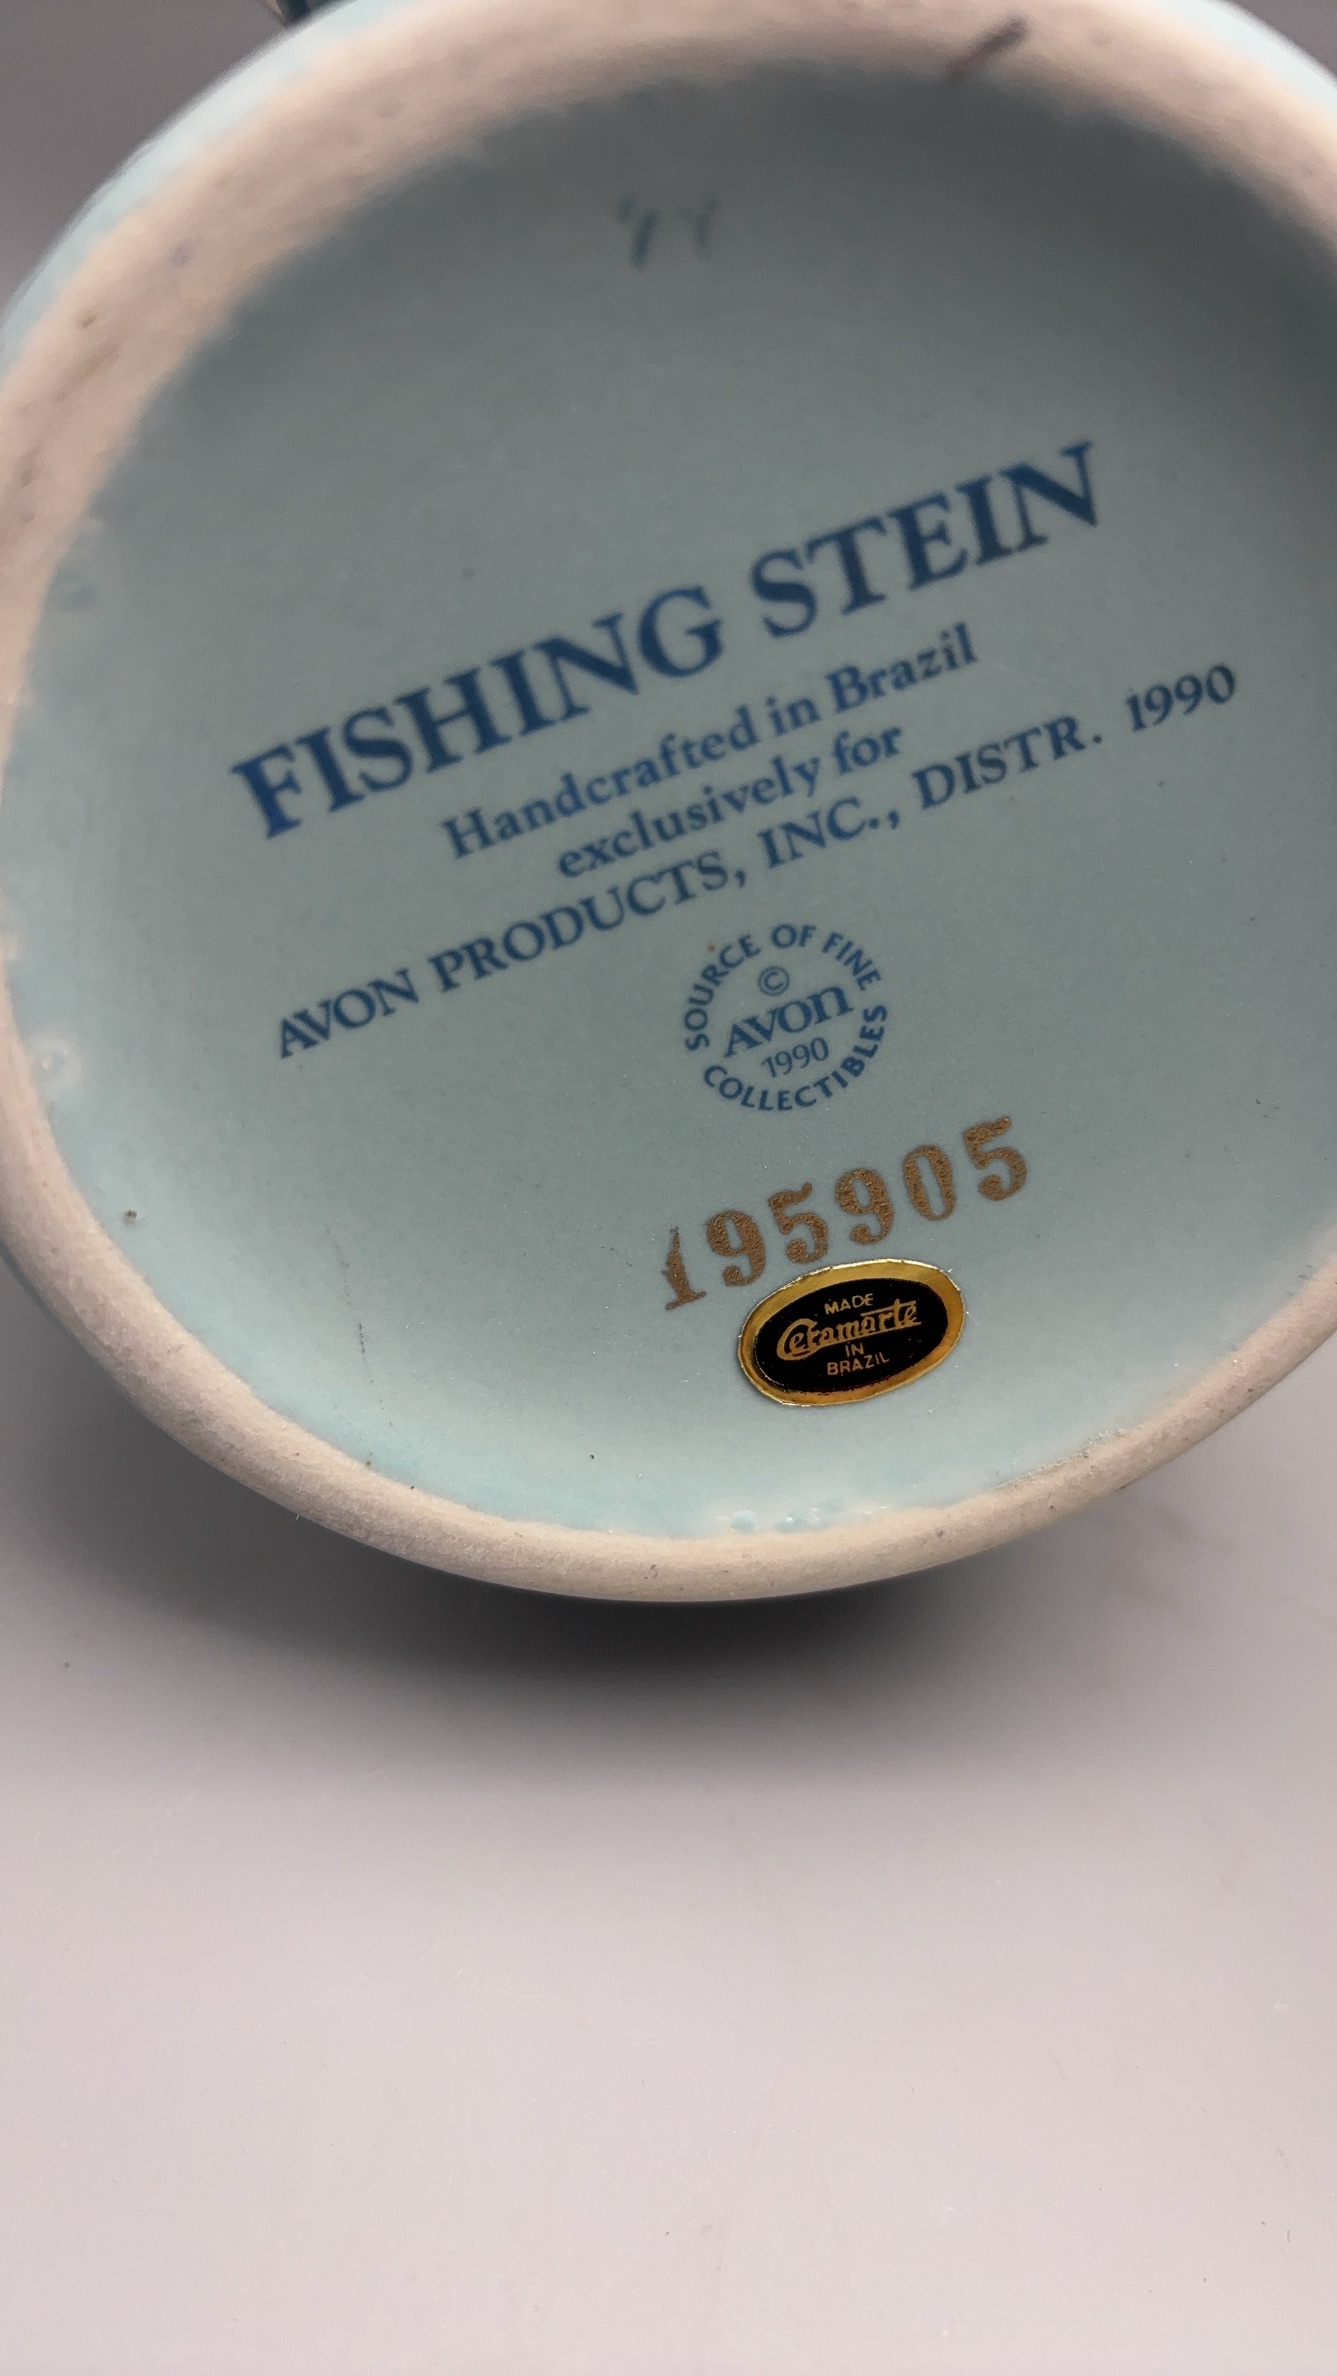 FISHING STEIN
Handcrafted in Brazil
exclusively for
AVON PRODUCTS, INC., DISTR. 1990
SOURCE OF FINE
©
AVON
1990
COLLECTIBLES
195905
MADE
Ceramarte
IN
BRAZIL